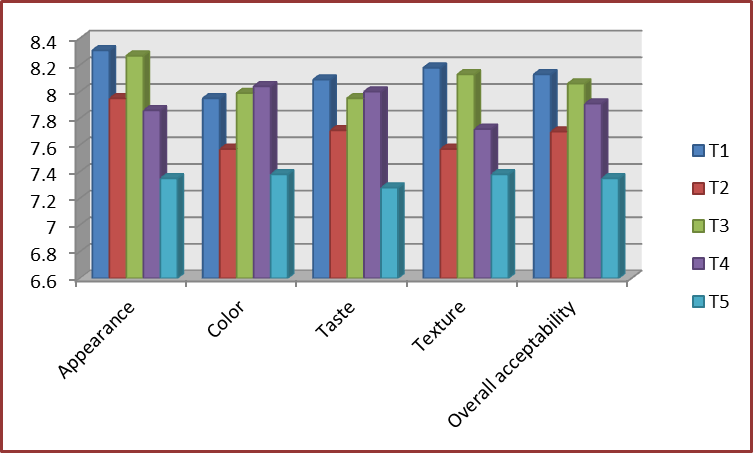 8.4
8.2
8
7.8
7.6
7.4
7.2
7
6.8
6.6
Appearance
Color
Taste
Texture
Overall acceptability
T1
T2
T3
T4
T5